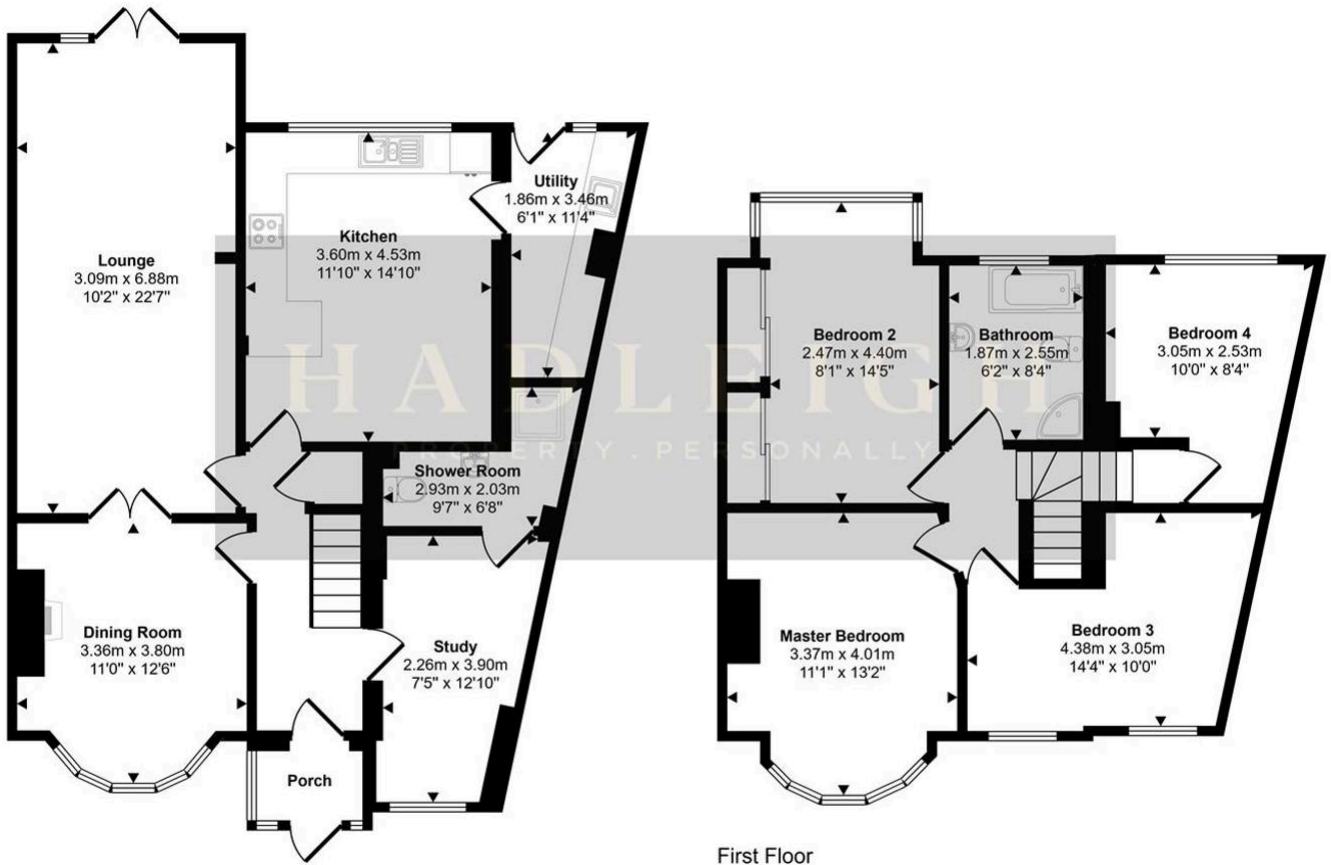 Lounge
3.09m x 6.88m
10'2" x 22'7"
Kitchen
3.60m x 4.53m
11'10" x 14'10"
Utility
1.86m x 3.46m
6'1" x 11'4"
Shower Room
2.93m x 2.03m
9'7" x 6'8"
Dining Room
3.36m x 3.80m
11'0" x 12'6"
Study
2.26m x 3.90m
7'5" x 12'10"
Porch
Bedroom 2
2.47m x 4.40m
8'1" x 14'5"
Bathroom
1.87m x 2.55m
6'2" x 8'4"
Bedroom 4
3.05m x 2.53m
10'0" x 8'4"
Master Bedroom
3.37m x 4.01m
11'1" x 13'2"
Bedroom 3
4.38m x 3.05m
14'4" x 10'0"
First Floor
HADLEIGH
PROPERTY. PERSONALLY